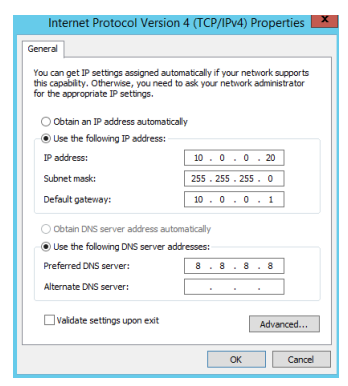 Internet Protocol Version 4 (TCP/IPv4) Properties X
General
You can get IP settings assigned automatically if your network supports
this capability. Otherwise, you need to ask your network administrator
for the appropriate IP settings.
Obtain an IP address automatically
Use the following IP address:
IP address: 10 . 0 . 0 . 20
Subnet mask: 255 . 255 . 255 . 0
Default gateway: 10 . 0 . 0 . 1
Obtain DNS server address automatically
Use the following DNS server addresses:
Preferred DNS server: 8 . 8 . 8 . 8
Alternate DNS server: . . .
Validate settings upon exit Advanced...
OK Cancel